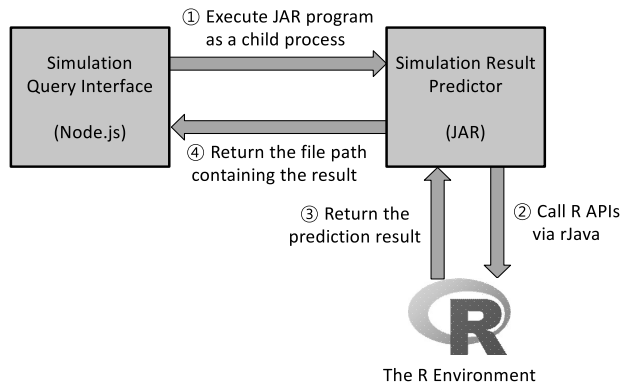 ① Execute JAR program
as a child process
Simulation
Query Interface
(Node.js)
Simulation Result
Predictor
(JAR)
④ Return the file path
containing the result
③ Return the
prediction result
② Call R APIs
via rJava
R
The R Environment